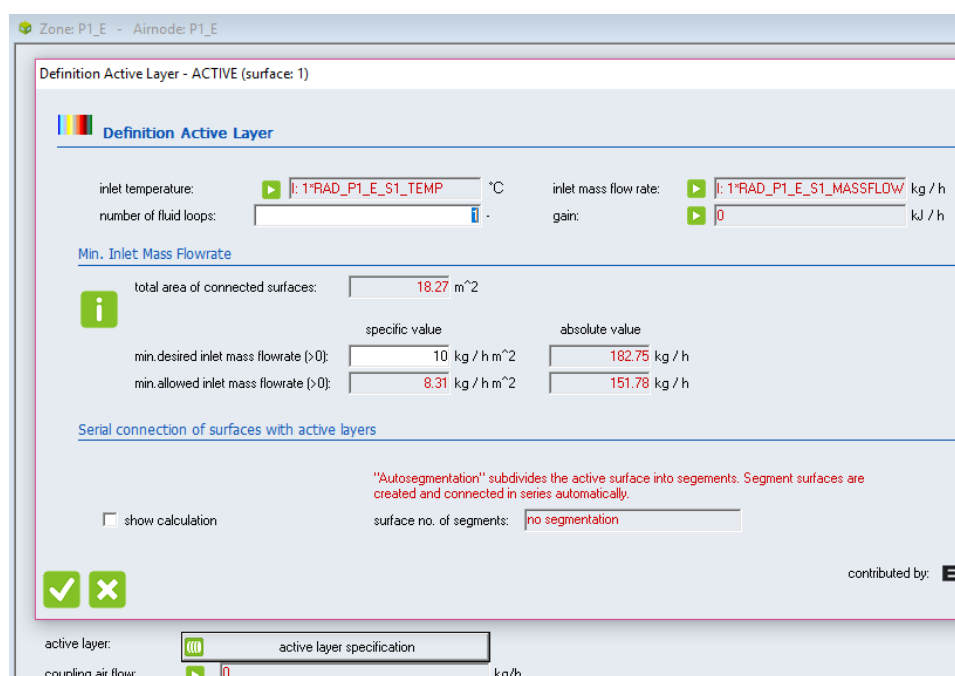 Zone: P1_E - Airnode: P1_E
Definition Active Layer - ACTIVE (surface: 1)
Definition Active Layer
inlet temperature: I: 1*RAD_P1_E_S1_TEMP °C inlet mass flow rate: I: 1*RAD_P1_E_S1_MASSFLOW kg / h
number of fluid loops: 1 - gain: 0 kJ / h
Min. Inlet Mass Flowrate
total area of connected surfaces: 18.27 m^2
specific value absolute value
min.desired inlet mass flowrate (>0): 10 kg / h m^2 182.75 kg / h
min.allowed inlet mass flowrate (>0): 8.31 kg / h m^2 151.78 kg / h
Serial connection of surfaces with active layers
"Autosegmentation" subdivides the active surface into segements. Segment surfaces are
created and connected in series automatically.
show calculation surface no. of segments: no segmentation
contributed by:
active layer: active layer specification
coupling air flow: 0 kg/h